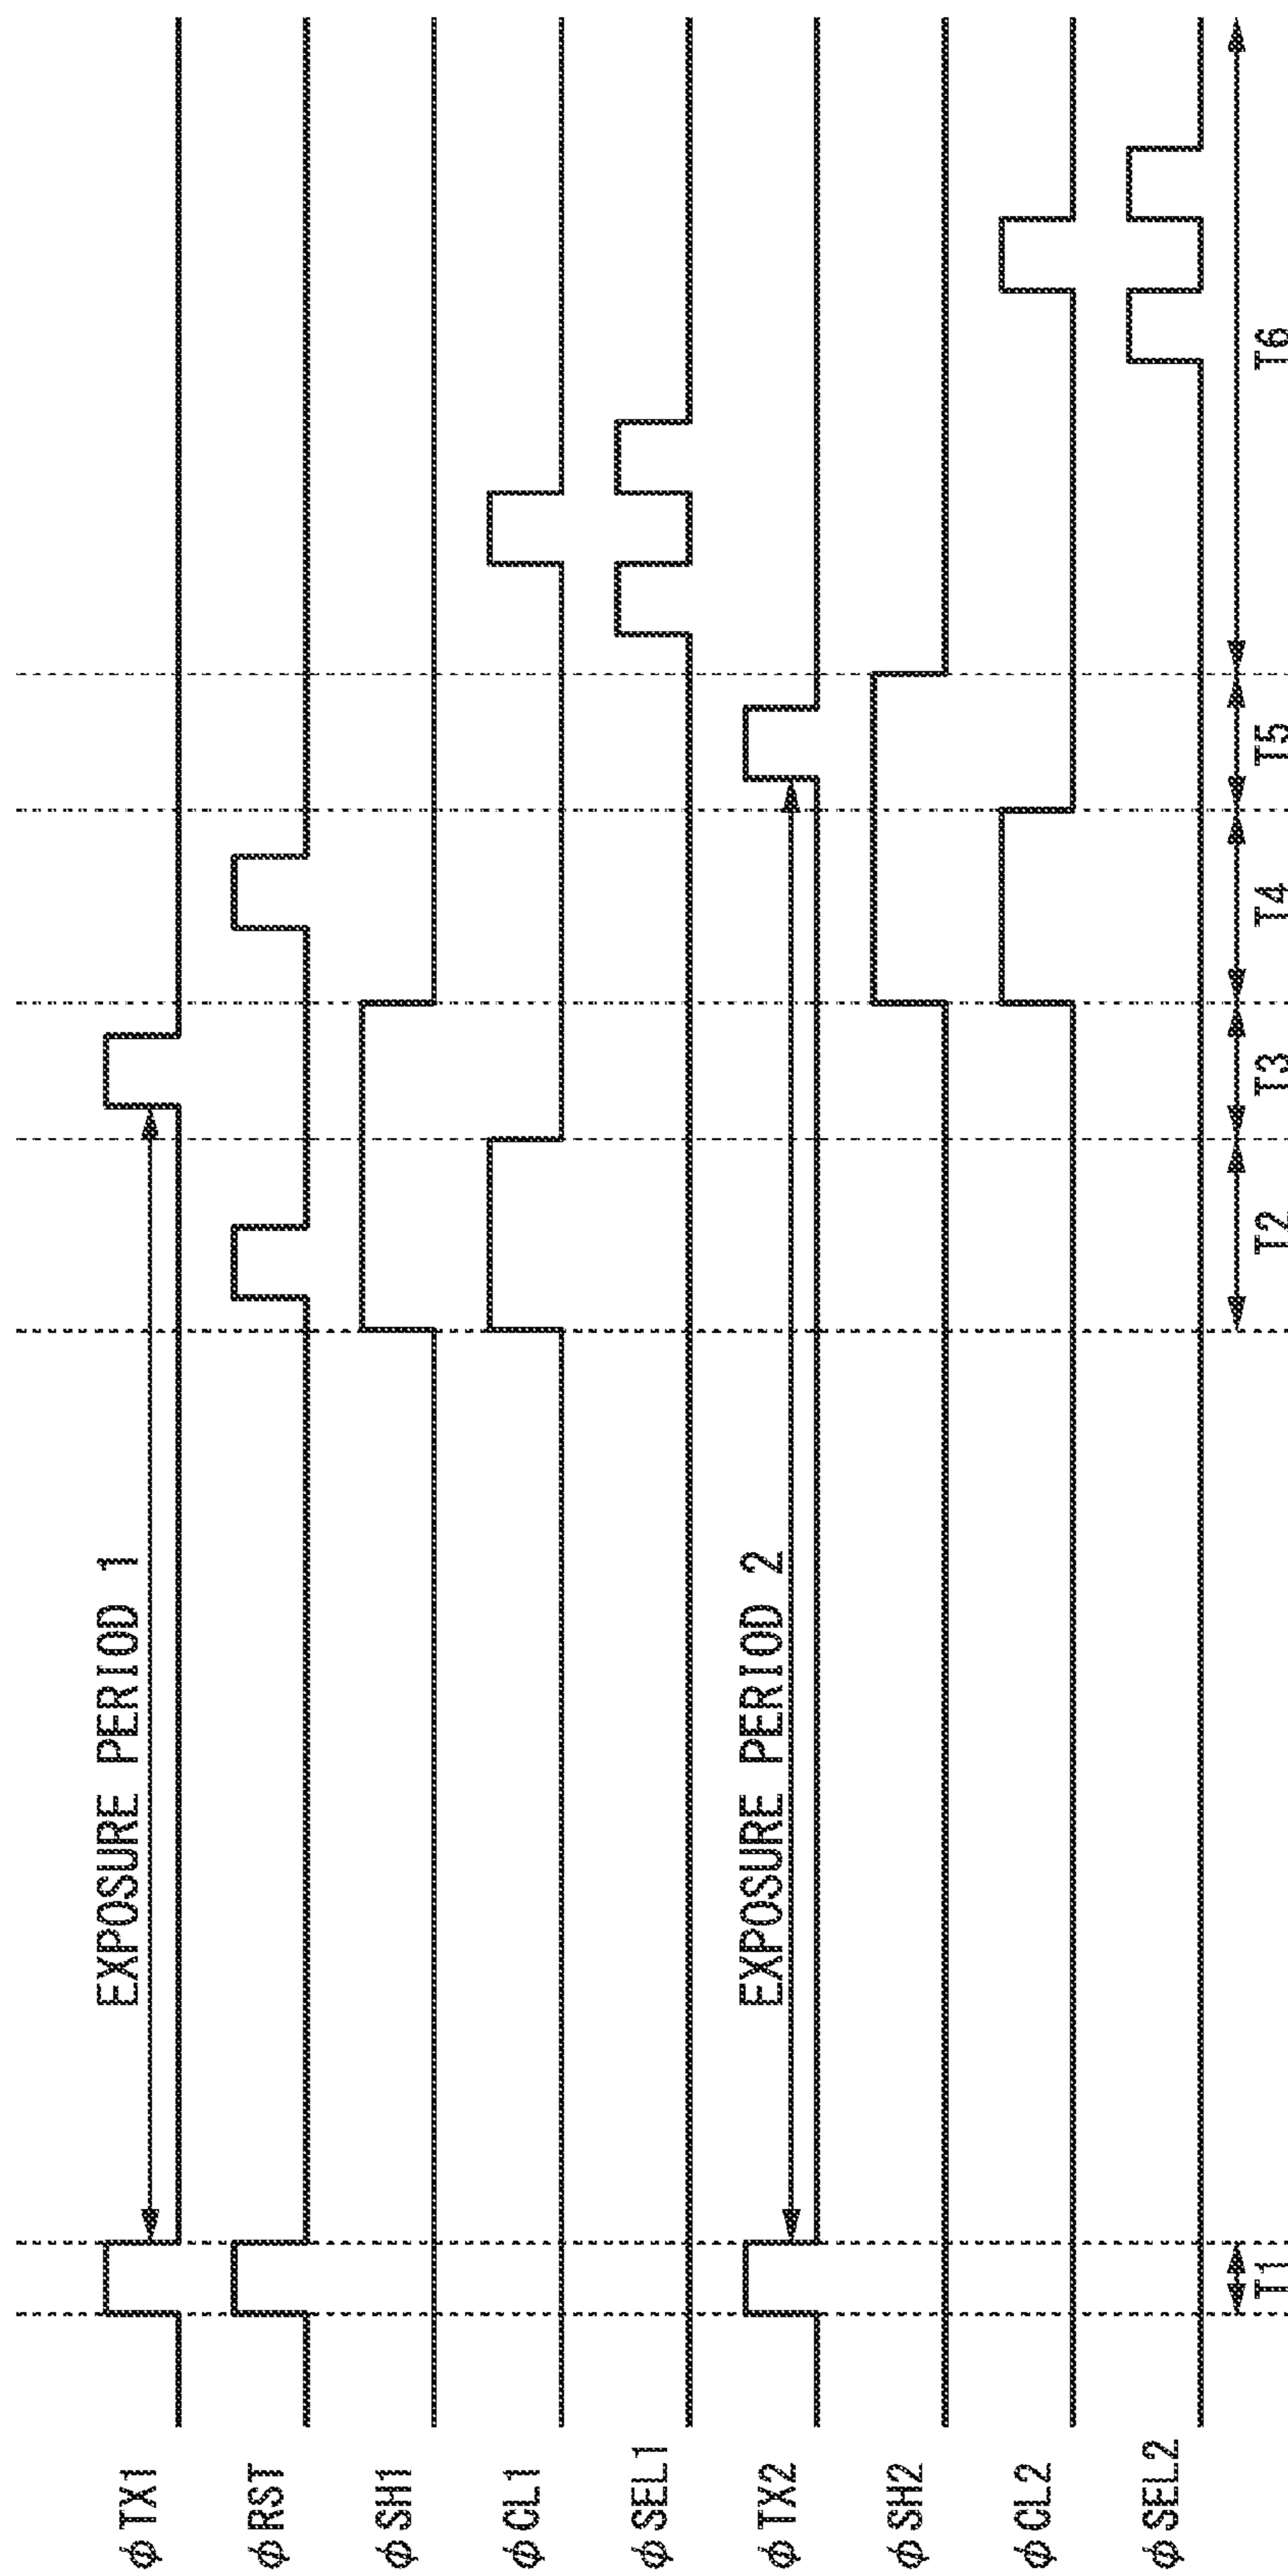 φTX1
EXPOSURE PERIOD 1
φRST
φSH1
φCL1
φSEL1
φTX2
EXPOSURE PERIOD 2
φSH2
φCL2
φSEL2
T1
T2
T3
T4
T5
T6